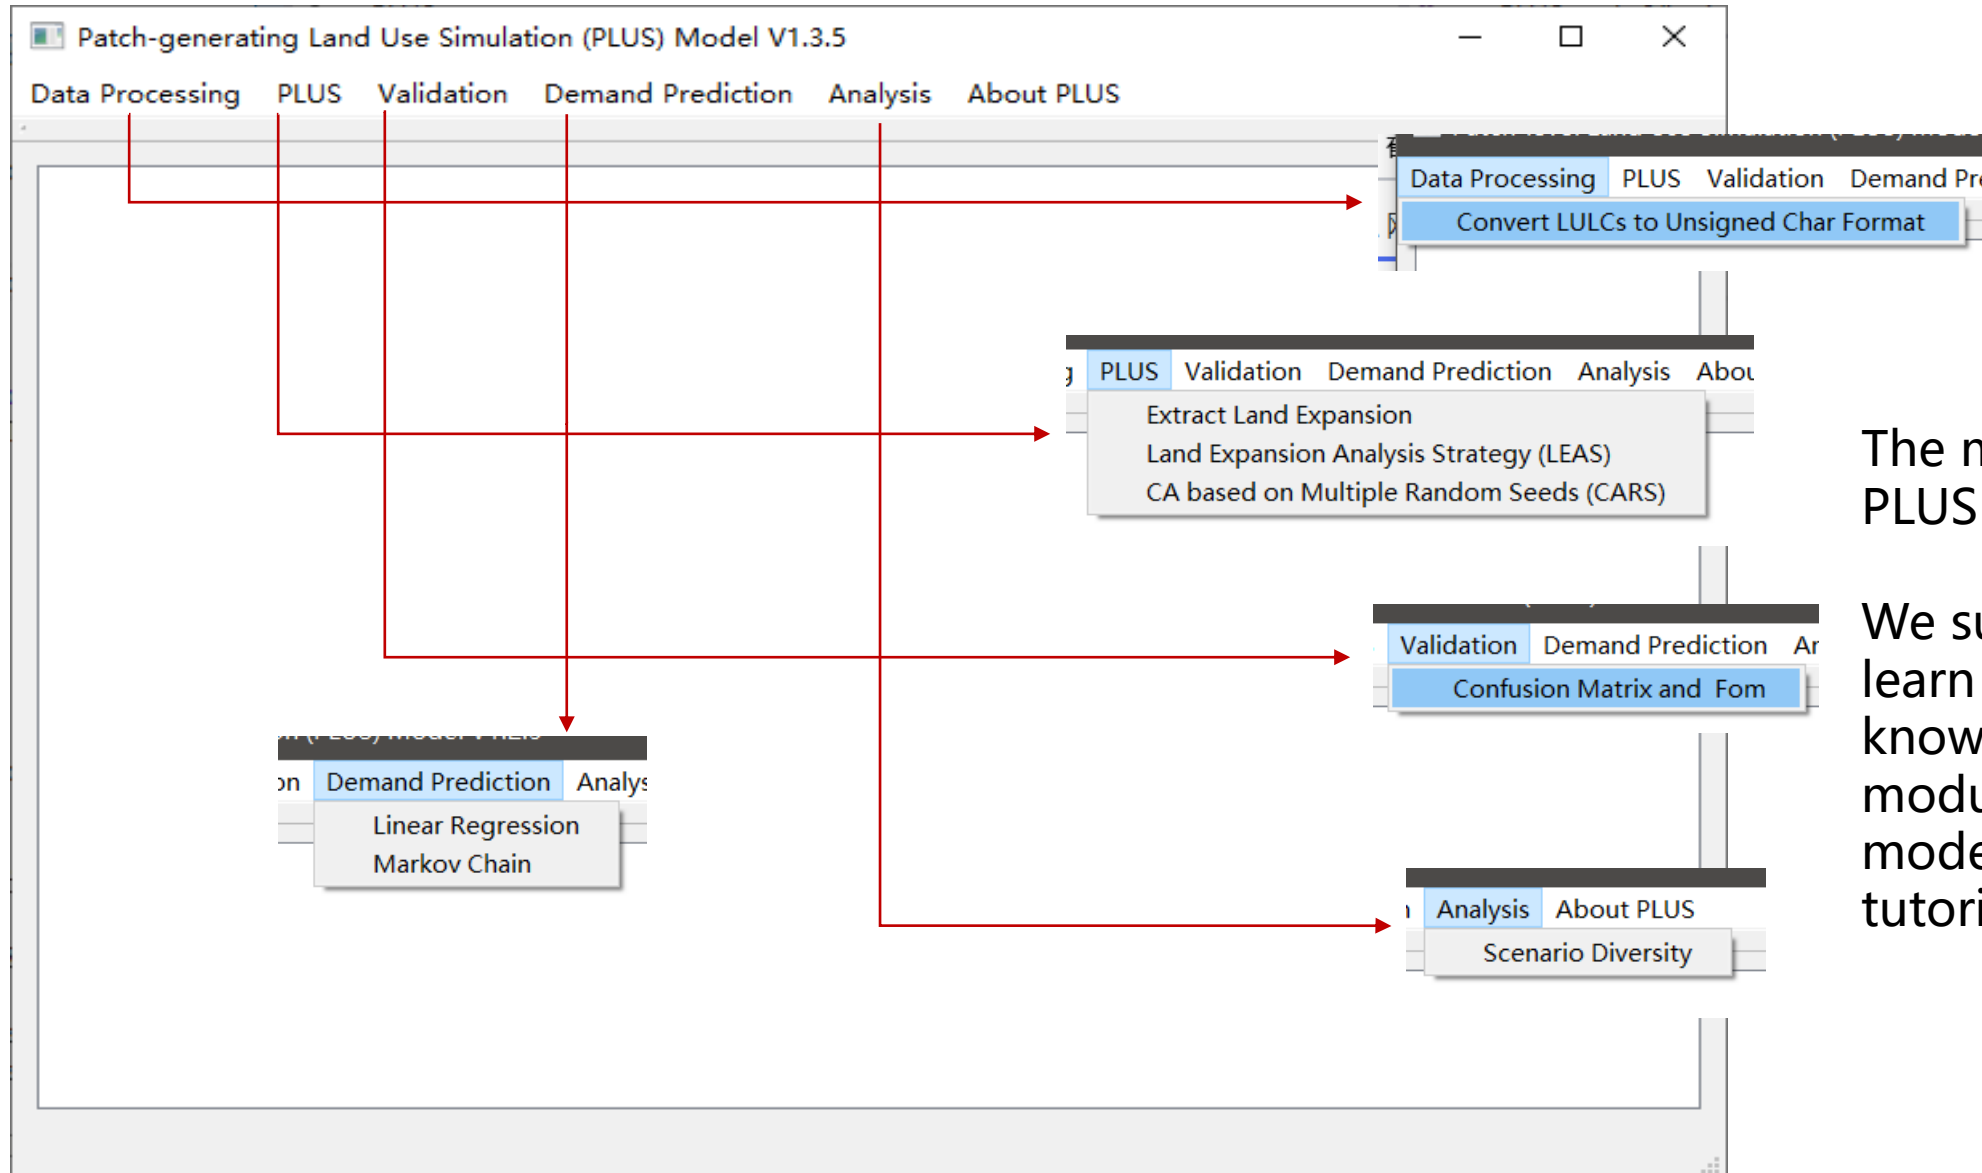 Patch-generating Land Use Simulation (PLUS) Model V1.3.5
Data Processing PLUS Validation Demand Prediction Analysis About PLUS
Data Processing PLUS Validation Demand
Convert LULCs to Unsigned Char Format
PLUS Validation Demand Prediction Analysis
Extract Land Expansion
Land Expansion Analysis Strategy (LEAS)
CA based on Multiple Random Seeds (CARS)
Validation Demand Prediction
Confusion Matrix and Fom
Demand Prediction
Linear Regression
Markov Chain
Analysis About PLUS
Scenario Diversity
The
PLUS
We
learn